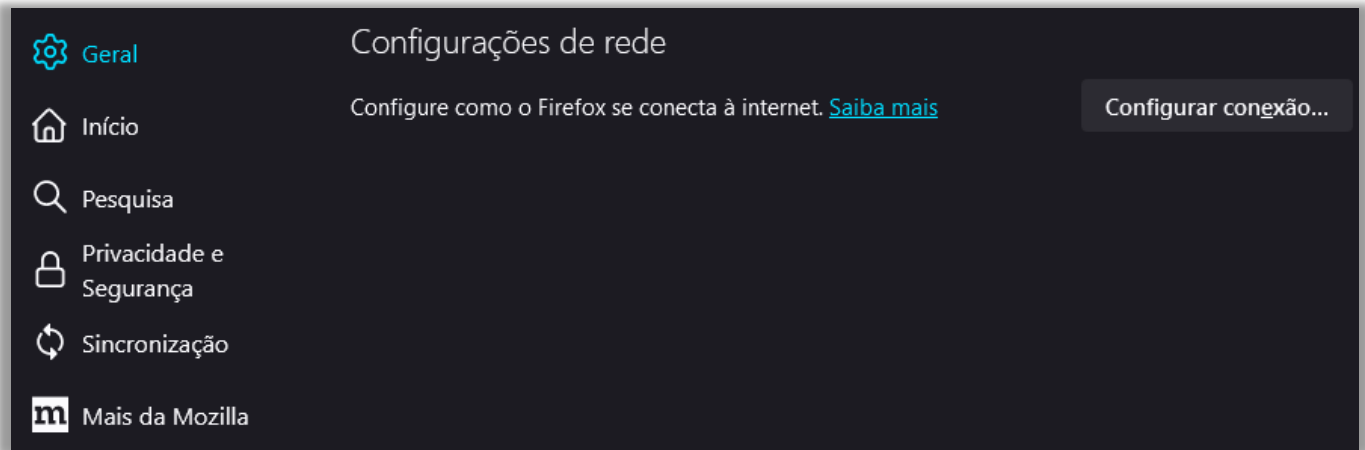 Geral
Início
Pesquisa
Privacidade e
Segurança
Sincronização
m Mais da Mozilla
Configurações de rede
Configure como o Firefox se conecta à internet. Saiba mais
Configurar conexão...